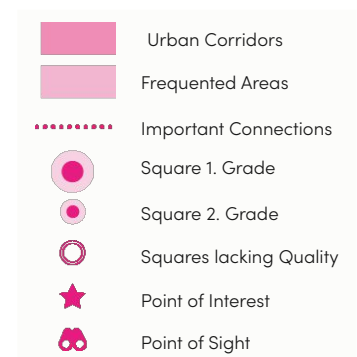 Urban Corridors
Frequented Areas
Important Connections
Square 1. Grade
Square 2. Grade
Squares lacking Quality
Point of Interest
Point of Sight